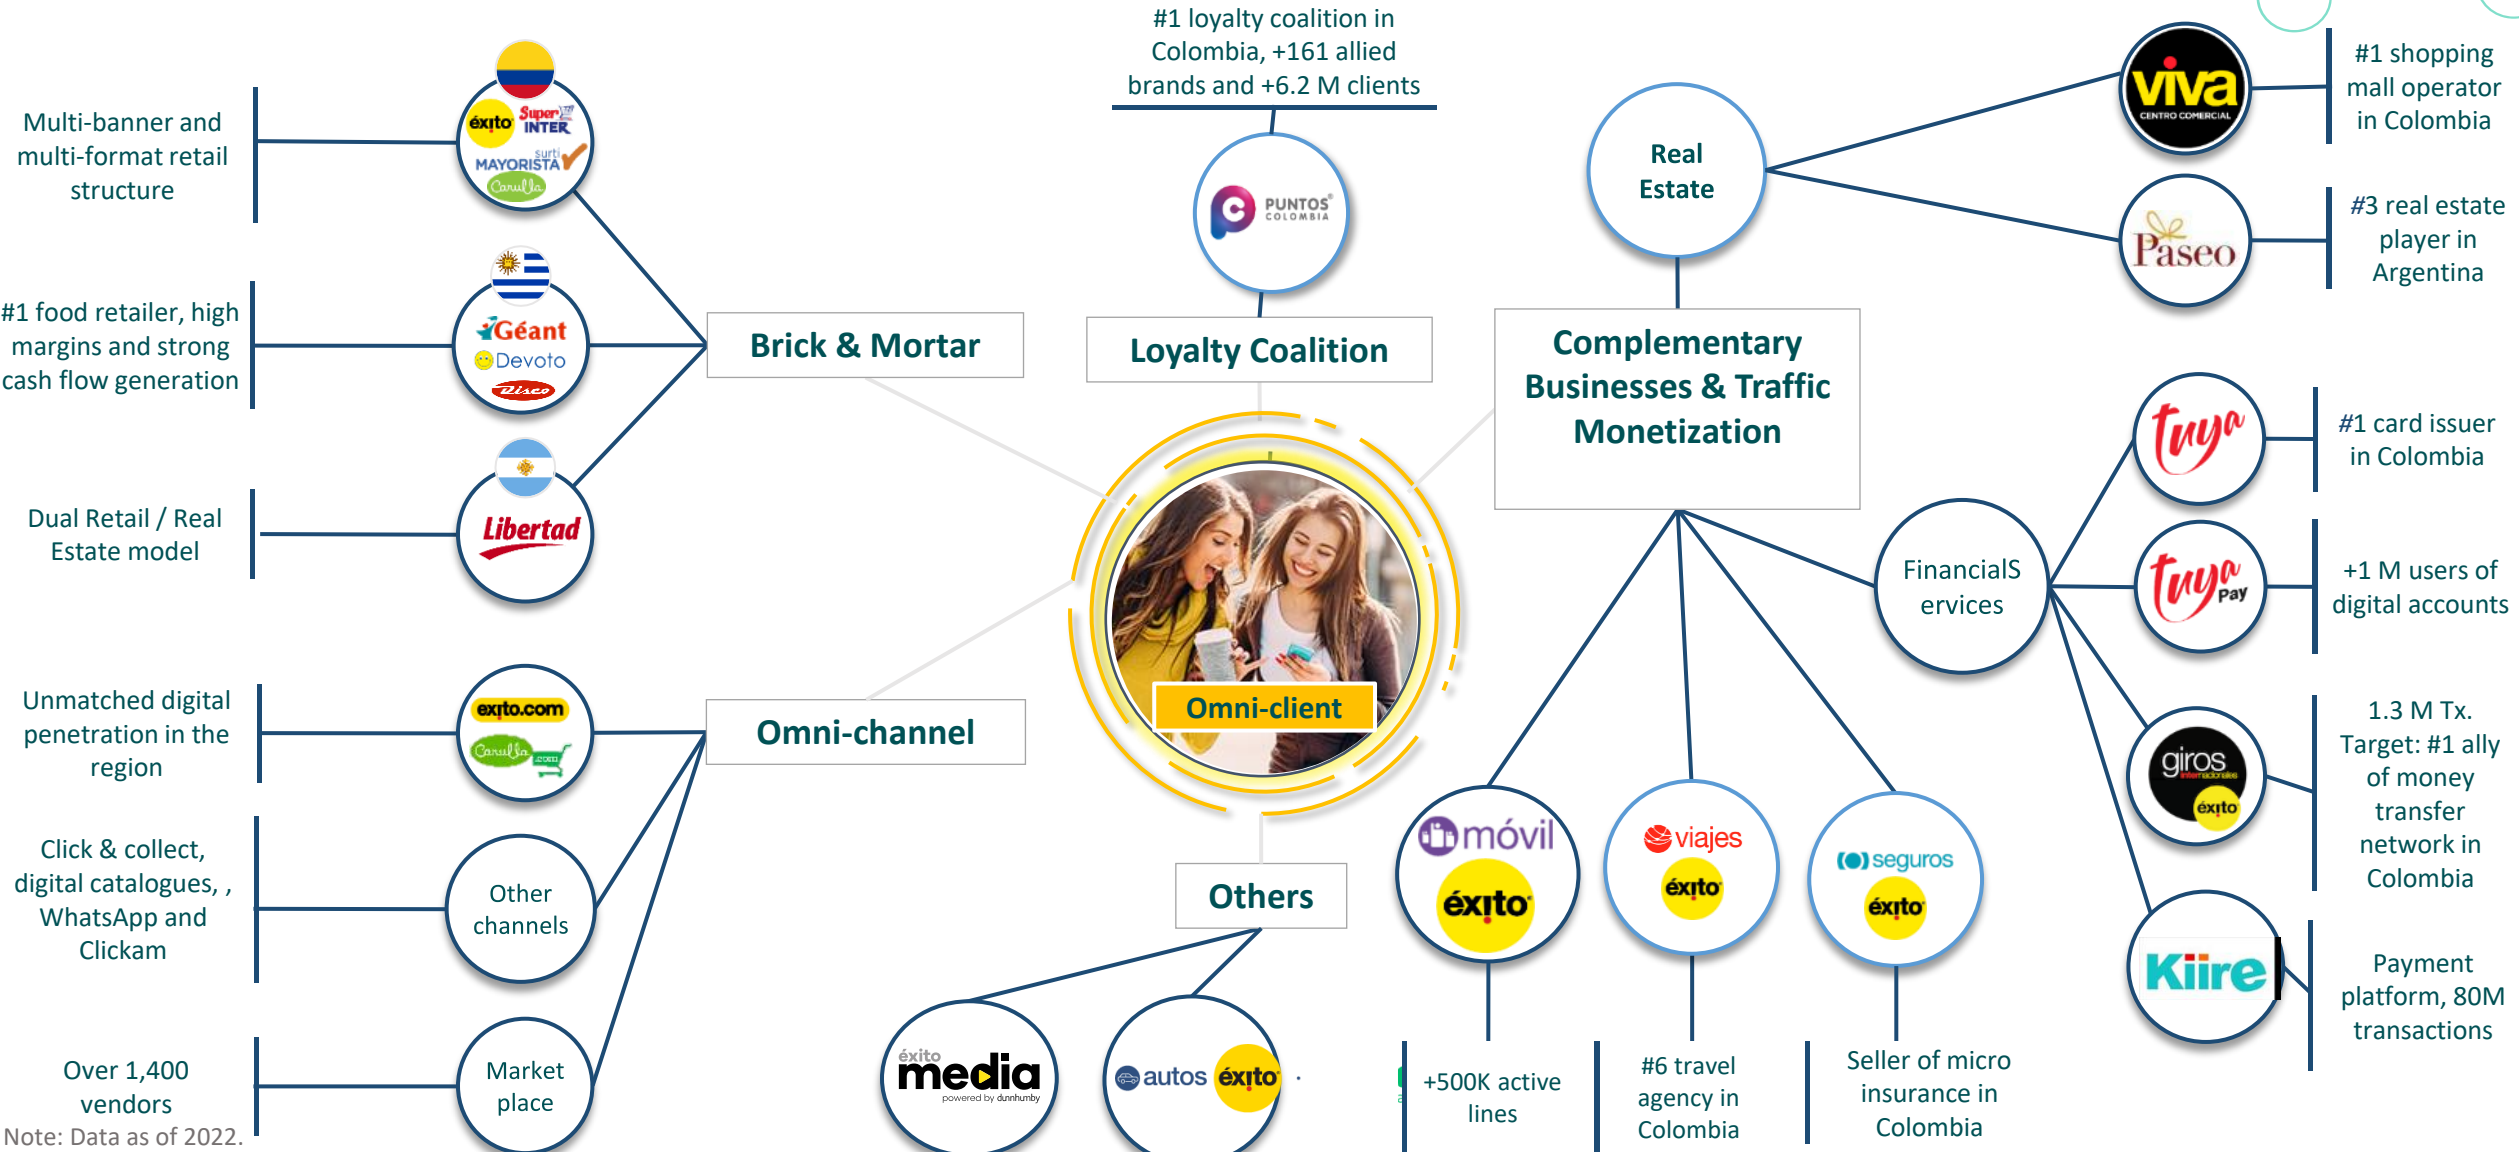 #1 loyalty coalition in
Colombia, +161 allied
brands and +6.2 M clients
PUNTOS
COLOMBIA
Loyalty Coalition
Multi-banner and
multi-format retail
structure
éxito
Super
INTER
surti
MAYORISTA
Carulla
#1 food retailer, high
margins and strong
cash flow generation
Géant
Devoto
Disco
Brick & Mortar
Dual Retail / Real
Estate model
Libertad
Unmatched digital
penetration in the
region
exito.com
Carulla
.com
Omni-channel
Click & collect,
digital catalogues, ,
WhatsApp and
Clickam
Other
channels
Over 1,400
vendors
Market
place
Note: Data as of 2022.
Omni-client
Others
éxito
media
powered by dunnhumby
autos éxito
Real
Estate
viva
CENTRO COMERCIAL
#1 shopping
mall operator
in Colombia
Paseo
#3 real estate
player in
Argentina
Complementary
Businesses & Traffic
Monetization
FinancialS
ervices
tuya
#1 card issuer
in Colombia
tuya
Pay
+1 M users of
digital accounts
giros
internacionales
éxito
1.3 M Tx.
Target: #1 ally
of money
transfer
network in
Colombia
Kiire
Payment
platform, 80M
transactions
móvil
éxito
+500K active
lines
viajes
éxito
#6 travel
agency in
Colombia
seguros
éxito
Seller of micro
insurance in
Colombia